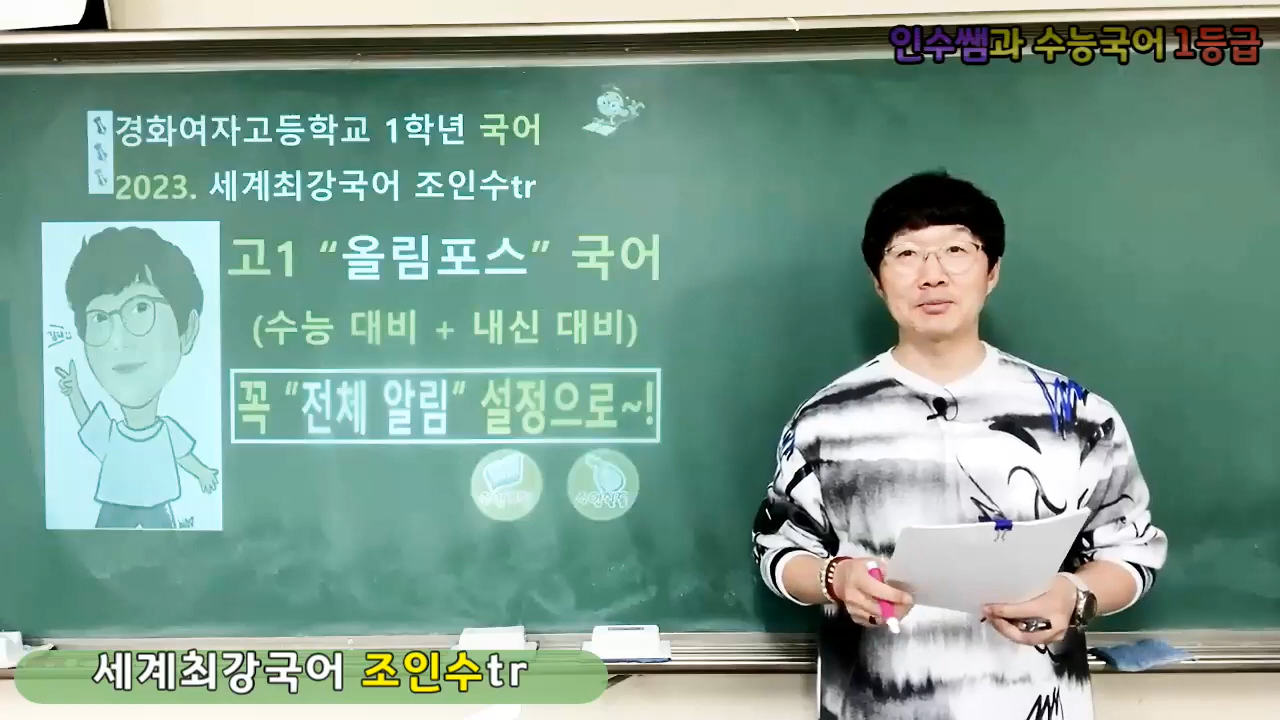 인수쌤과 수능국어 1등급
경화여자고등학교 1학년 국어
2023. 세계최강국어 조인수tr
고1 “올림포스” 국어
(수능 대비 + 내신 대비)
꼭 “전체 알림” 설정으로~!
세계최강국어 조인수tr